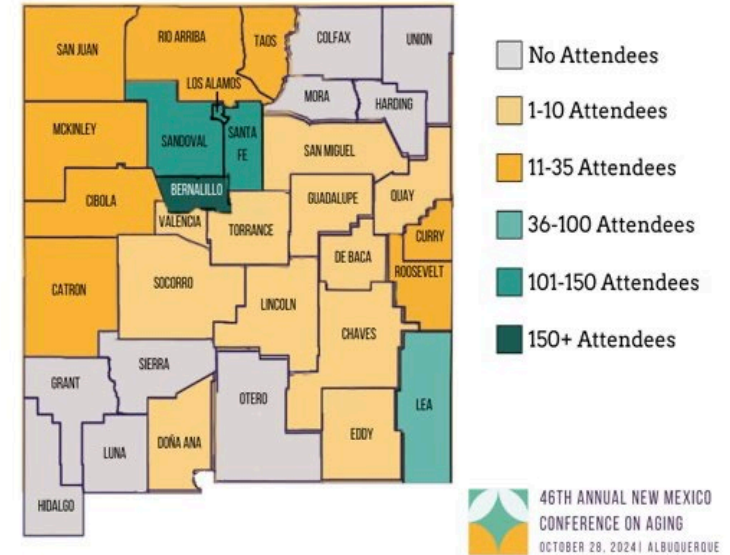 SAN JUAN
RIO ARRIBA
TAOS
COLFAX
UNION
LOS ALAMOS
MORA
HARDING
MCKINLEY
SANDOVAL
SANTA
FE
SAN MIGUEL
BERNALILLO
CIBOLA
VALENCIA
TORRANCE
GUADALUPE
QUAY
CURRY
DE BACA
ROOSEVELT
CATRON
SOCORRO
LINCOLN
CHAVES
SIERRA
GRANT
OTERO
LEA
LUNA
DOÑA ANA
EDDY
HIDALGO
No Attendees
1-10 Attendees
11-35 Attendees
36-100 Attendees
101-150 Attendees
150+ Attendees
46TH ANNUAL NEW MEXICO
CONFERENCE ON AGING
OCTOBER 28, 2024| ALBUQUERQUE